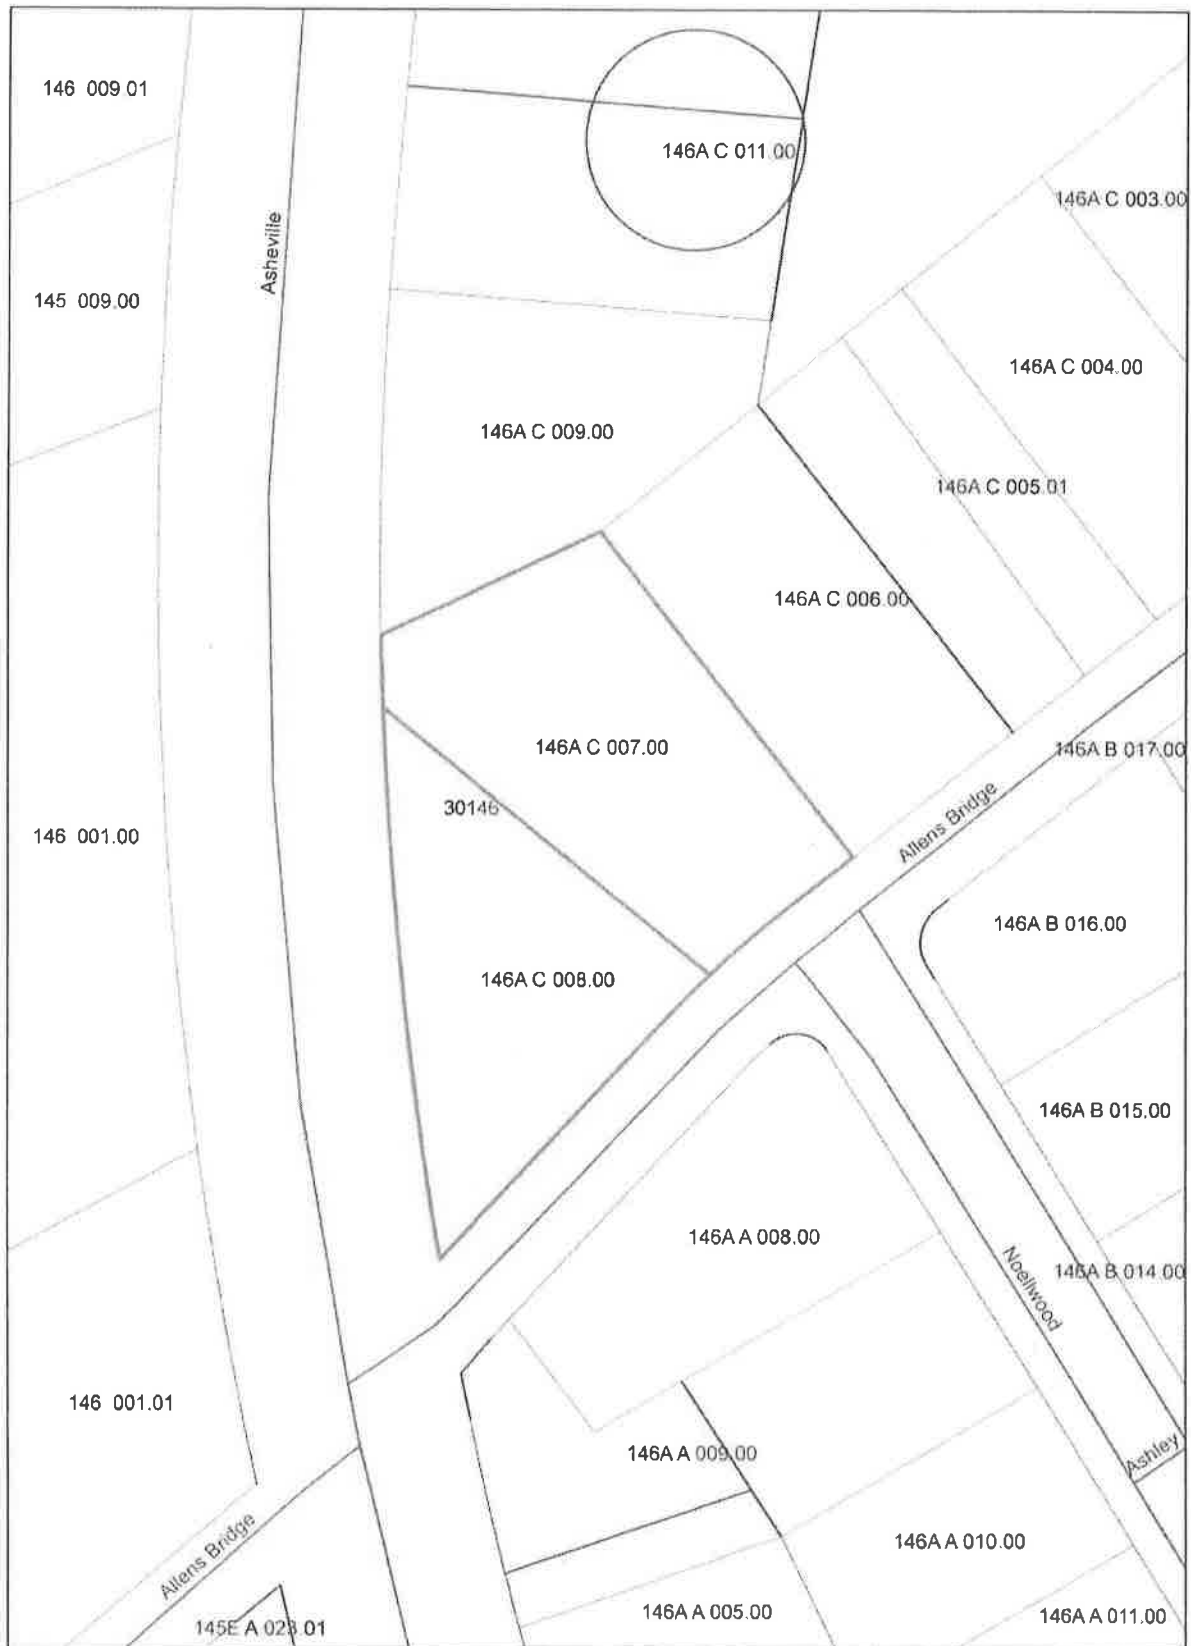 146 009 01
146A C 011.00
146A C 003.00
Asheville
145 009.00
146A C 004.00
146A C 009.00
146A C 005.01
146A C 006.00
146A C 007.00
146A B 017.00
30146
Allens Bridge
146 001.00
146A B 016.00
146A C 008.00
146A B 015.00
146A A 008.00
Noellwood
146A B 014.00
146 001.01
146A A 009.00
Ashley
Allens Bridge
146A A 010.00
145E A 023.01
146A A 005.00
146A A 011.00